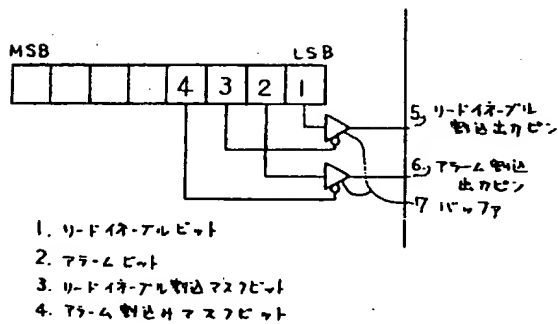 MSB LSB
4 3 2 1
5 リードイネーブル
割込出力ピン
6 アラーム割込
出力ピン
7 バッファ
1. リードイネーブルビット
2. アラームビット
3. リードイネーブル割込マスクビット
4. アラーム割込みマスクビット